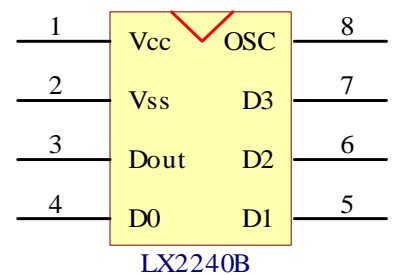 1 Vcc OSC 8
2 Vss D3 7
3 Dout D2 6
4 D0 D1 5
LX2240B